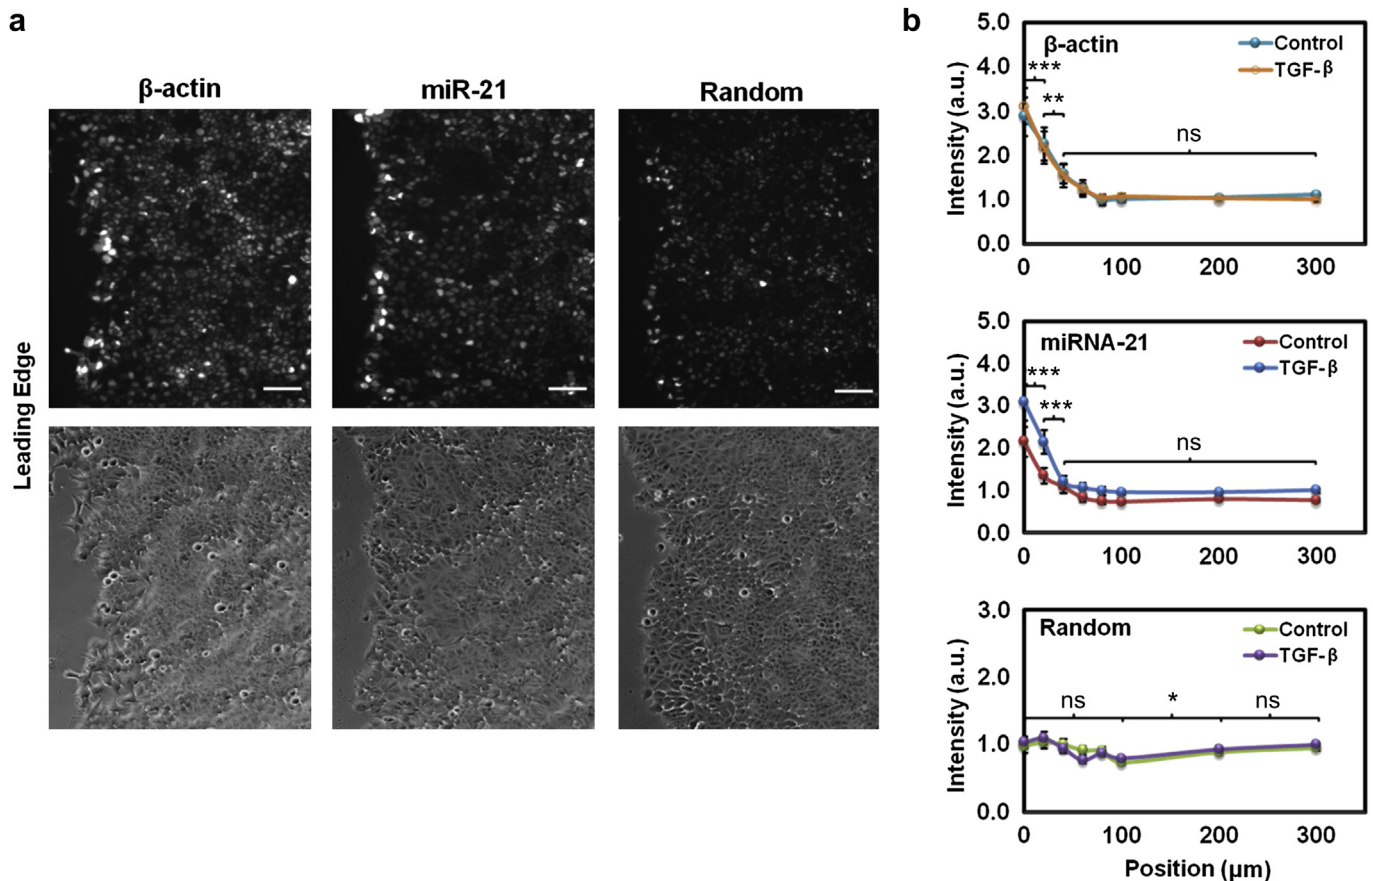 a
β-actin
miR-21
Random
Leading Edge
b
5.0
4.0
3.0
2.0
1.0
0.0
Intensity (a.u.)
β-actin
Control
TGF-β
***
**
ns
0
100
200
300
5.0
4.0
3.0
2.0
1.0
0.0
Intensity (a.u.)
miRNA-21
Control
TGF-β
***
***
ns
0
100
200
300
3.0
2.0
1.0
0.0
Intensity (a.u.)
Random
Control
TGF-β
ns
*
ns
0
100
200
300
Position (μm)